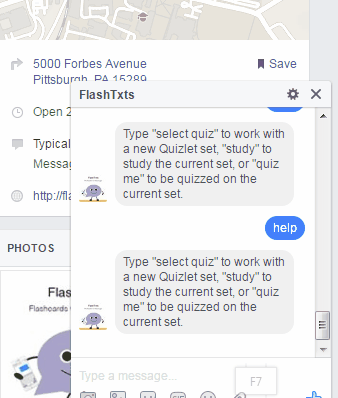 5000 Forbes Avenue
Pittsburgh, PA 15289
Save
FlashTxts
Open 2
Typical
Messa
http://fla
Type "select quiz" to work with
a new Quizlet set, "study" to
study the current set, or "quiz
me" to be quizzed on the
current set.
help
Type "select quiz" to work with
a new Quizlet set, "study" to
study the current set, or "quiz
me" to be quizzed on the
current set.
PHOTOS
Flas
Flashcards
Type a message...
F7